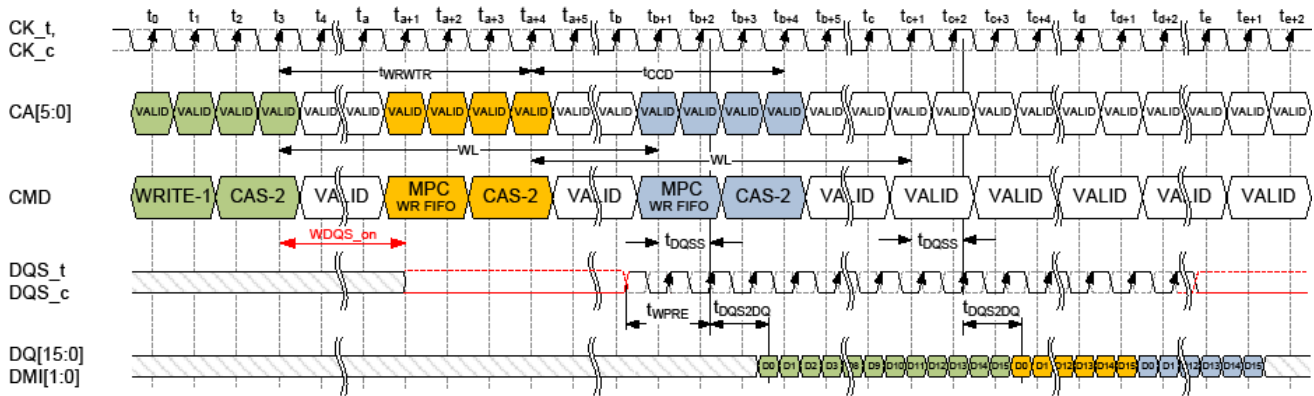 t0 t1 t2 t3 t4 ta ta+1 ta+2 ta+3 ta+4 ta+5 tb tb+1 tb+2 tb+3 tb+4 tb+5 tc tc+1 tc+2 tc+3 tc+4 td td+1 td+2 te te+1 te+2
CK_t,
CK_c
tWRWTR tCCD
CA[5:0] VALID VALID VALID VALID VALID VALID VALID VALID VALID VALID VALID VALID VALID VALID VALID VALID VALID VALID VALID VALID VALID VALID VALID VALID VALID VALID VALID VALID
WL WL
CMD WRITE-1 CAS-2 VALID MPC WR FIFO CAS-2 VALID MPC WR FIFO CAS-2 VALID VALID VALID VALID VALID VALID
WDQS_on tDQSS tDQSS
DQS_t
DQS_c
tWPRE tDQS2DQ tDQS2DQ
DQ[15:0]
DMI[1:0]
D0 D1 D2 D3 D8 D9 D10 D11 D12 D13 D14 D15 D0 D1 D12 D13 D14 D15 D0 D1 D12 D13 D14 D15